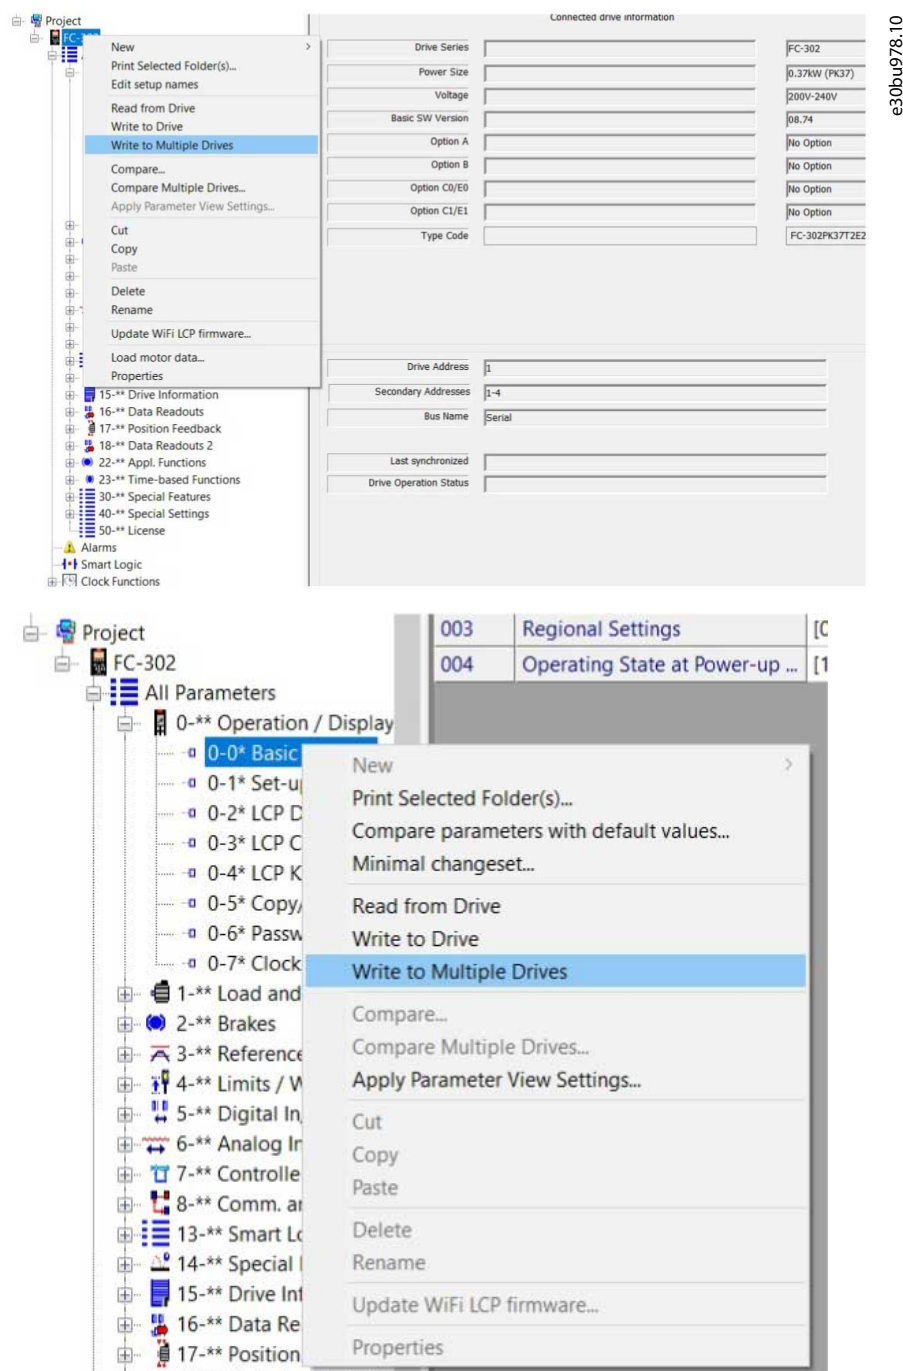 Project
FC-302
Connected drive information
New
Print Selected Folder(s)...
Edit setup names
Read from Drive
Write to Drive
Write to Multiple Drives
Compare...
Compare Multiple Drives...
Apply Parameter View Settings...
Cut
Copy
Paste
Delete
Rename
Update WiFi LCP firmware...
Load motor data...
Properties
15-** Drive Information
16-** Data Readouts
17-** Position Feedback
18-** Data Readouts 2
22-** Appl. Functions
23-** Time-based Functions
30-** Special Features
40-** Special Settings
50-** License
Alarms
Smart Logic
Clock Functions
Drive Series FC-302
Power Size 0.37kW (PK37)
Voltage 200V-240V
Basic SW Version 08.74
Option A No Option
Option B No Option
Option C0/E0 No Option
Option C1/E1 No Option
Type Code FC-302PK37T2E2
Drive Address 1
Secondary Addresses 1-4
Bus Name Serial
Last synchronized
Drive Operation Status
e30bu978.10
Project
FC-302
All Parameters
0-** Operation / Display
0-0* Basic
0-1* Set-u
0-2* LCP D
0-3* LCP C
0-4* LCP K
0-5* Copy/
0-6* Passw
0-7* Clock
1-** Load and
2-** Brakes
3-** Reference
4-** Limits / W
5-** Digital In
6-** Analog In
7-** Controlle
8-** Comm. an
13-** Smart Lo
14-** Special
15-** Drive Inf
16-** Data Re
17-** Position
003 Regional Settings [0
004 Operating State at Power-up ... [1
New
Print Selected Folder(s)...
Compare parameters with default values...
Minimal changeset...
Read from Drive
Write to Drive
Write to Multiple Drives
Compare...
Compare Multiple Drives...
Apply Parameter View Settings...
Cut
Copy
Paste
Delete
Rename
Update WiFi LCP firmware...
Properties